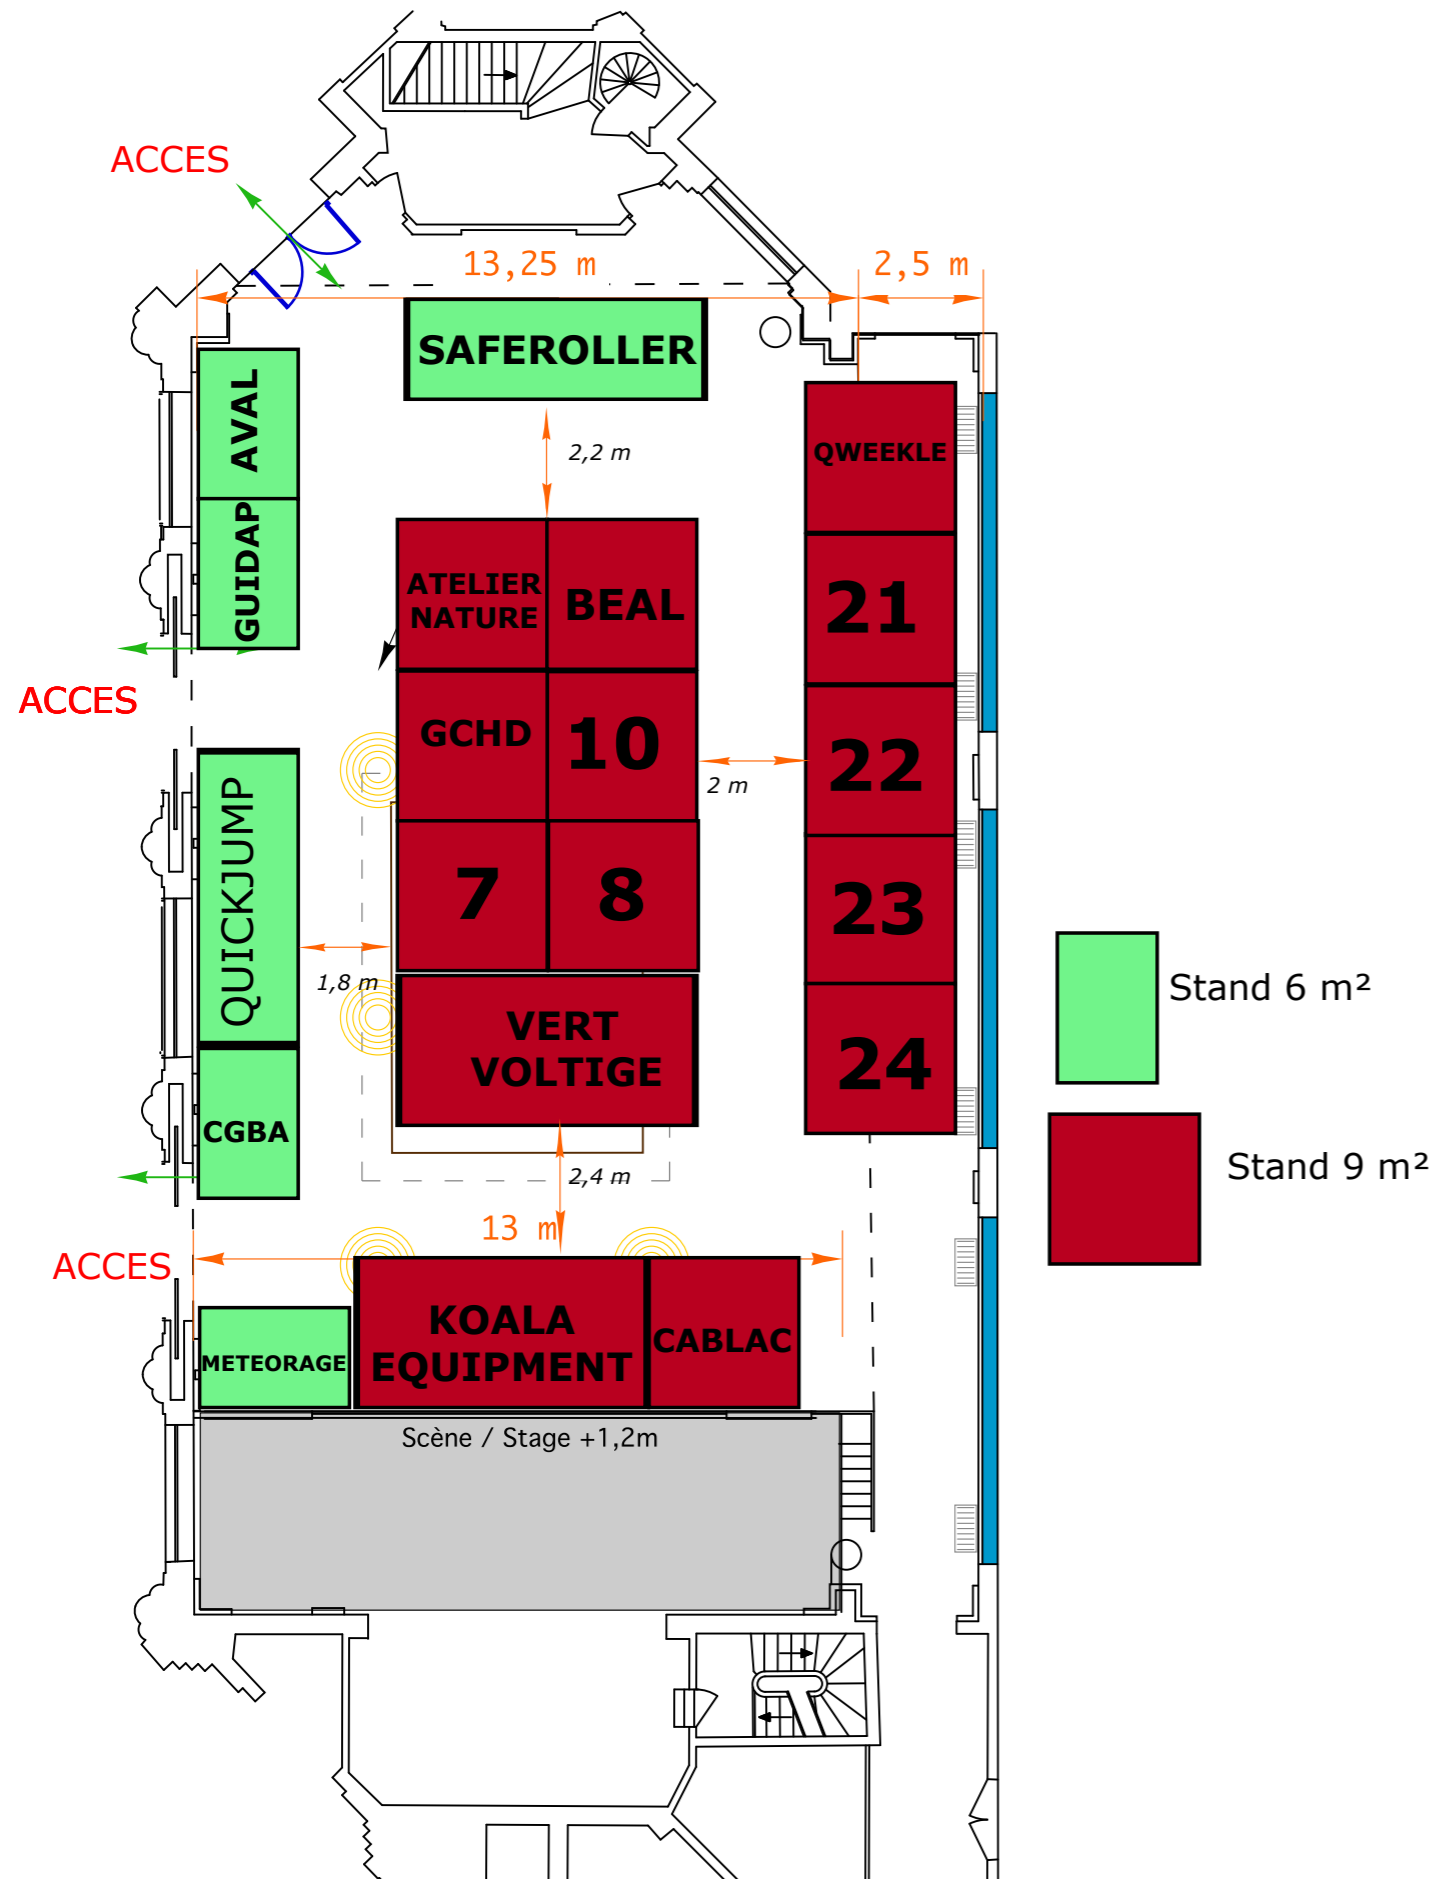 ACCES
13,25 m
2,5 m
SAFEROLLER
AVAL
2,2 m
QWEEKLE
GUIDAP
ATELIER
NATURE
BEAL
21
ACCES
GCHD
10
22
2 m
QUICKJUMP
7
8
23
1,8 m
Stand 6 m²
VERT
VOLTIGE
24
CGBA
2,4 m
Stand 9 m²
13 m
ACCES
KOALA
EQUIPMENT
CABLAC
METEORAGE
Scène / Stage +1,2m